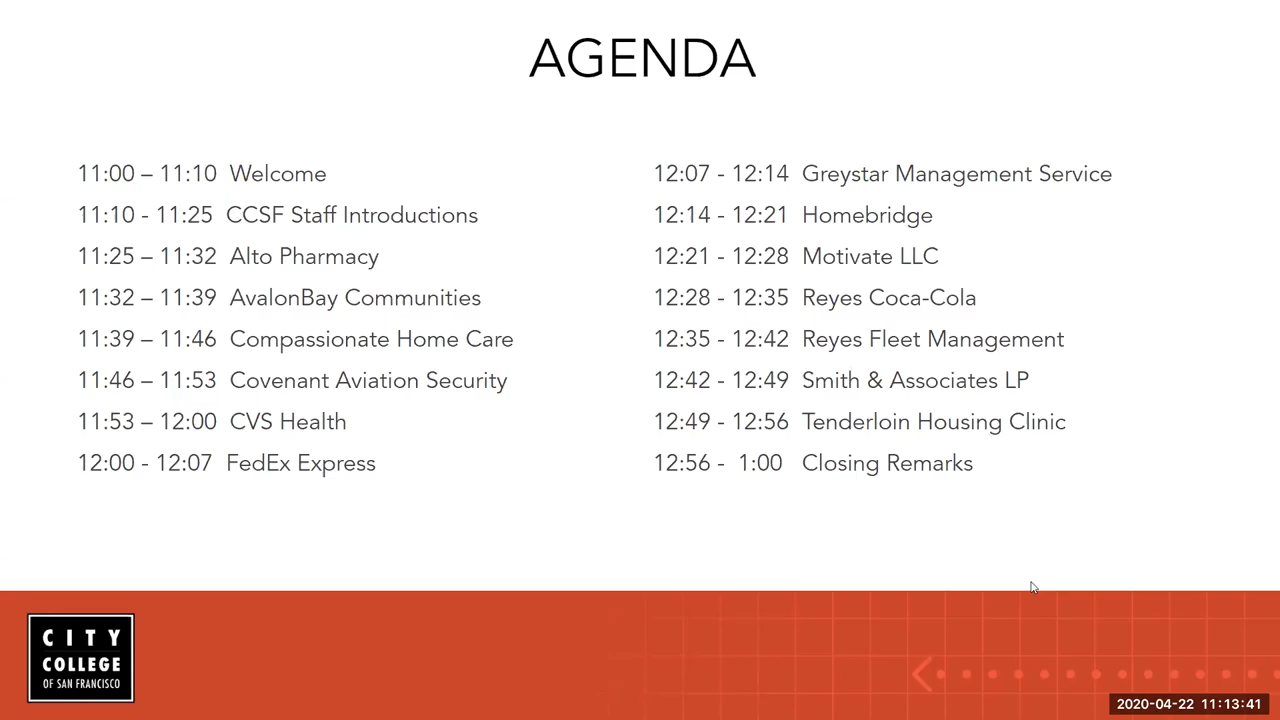 AGENDA
11:00 – 11:10 Welcome
11:10 - 11:25 CCSF Staff Introductions
11:25 – 11:32 Alto Pharmacy
11:32 – 11:39 AvalonBay Communities
11:39 – 11:46 Compassionate Home Care
11:46 – 11:53 Covenant Aviation Security
11:53 – 12:00 CVS Health
12:00 - 12:07 FedEx Express
12:07 - 12:14 Greystar Management Service
12:14 - 12:21 Homebridge
12:21 - 12:28 Motivate LLC
12:28 - 12:35 Reyes Coca-Cola
12:35 - 12:42 Reyes Fleet Management
12:42 - 12:49 Smith & Associates LP
12:49 - 12:56 Tenderloin Housing Clinic
12:56 - 1:00 Closing Remarks
CITY
COLLEGE
OF SAN FRANCISCO
2020-04-22 11:13:41